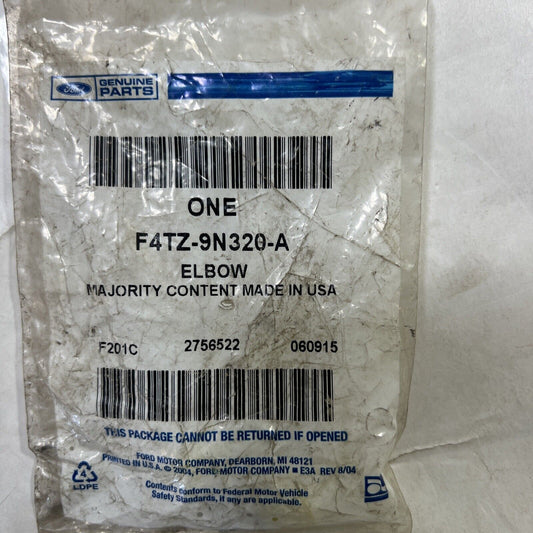 Ford GENUINE
PARTS
ONE
F4TZ-9N320-A
ELBOW
MAJORITY CONTENT MADE IN USA
F201C 2756522 060915
THIS PACKAGE CANNOT BE RETURNED IF OPENED
FORD MOTOR COMPANY, DEARBORN, MI 48121
PRINTED IN U.S.A. © 2004, FORD MOTOR COMPANY ■ E3A REV 8/04
4
LDPE
Contents conform to Federal Motor Vehicle
Safety Standards, if any are applicable.